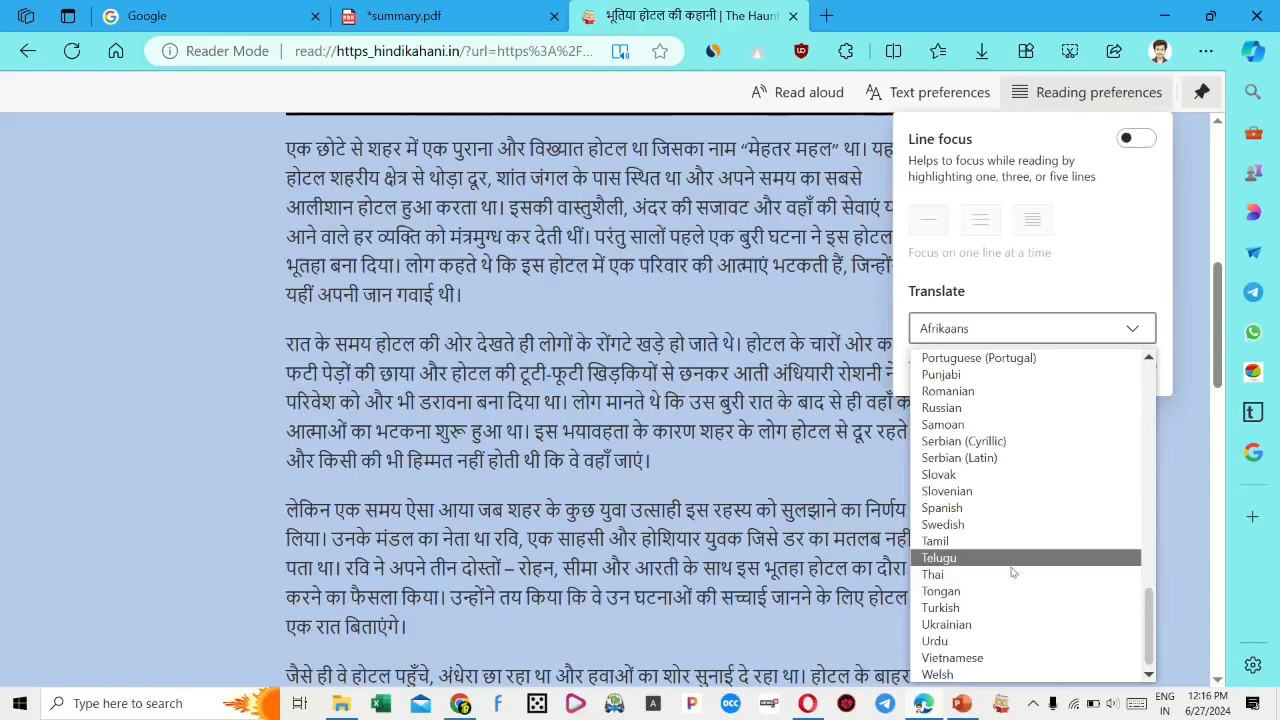 Google
*summary.pdf
भूतिया होटल की कहानी | The Haunt
Reader Mode
read://https_hindikahani.in/?url=https%3A%2F...
Read aloud
Text preferences
Reading preferences
एक छोटे से शहर में एक पुराना और विख्यात होटल था जिसका नाम “मेहतर महल” था। यह
होटल शहरीय क्षेत्र से थोड़ा दूर, शांत जंगल के पास स्थित था और अपने समय का सबसे
आलीशान होटल हुआ करता था। इसकी वास्तुशैली, अंदर की सजावट और वहाँ की सेवाएं
आने वाले हर व्यक्ति को मंत्रमुग्ध कर देती थीं। परंतु सालों पहले एक बुरी घटना ने इस होटल
भूतहा बना दिया। लोग कहते थे कि इस होटल में एक परिवार की आत्माएं भटकती हैं,
यहीं अपनी जान गवाई थी।
रात के समय होटल की ओर देखते ही लोगों के रोंगटे खड़े हो जाते थे। होटल के चारों ओर
फटी पेड़ों की छाया और होटल की टूटी-फूटी खिड़कियों से छनकर आती अंधियारी रोशनी ने
परिवेश को और भी डरावना बना दिया था। लोग मानते थे कि उस बुरी रात के बाद से ही वहाँ
आत्माओं का भटकना शुरू हुआ था। इस भयावहता के कारण शहर के लोग होटल से दूर रहते
और किसी की भी हिम्मत नहीं होती थी कि वे वहाँ जाएं।
लेकिन एक समय ऐसा आया जब शहर के कुछ युवा उत्साही इस रहस्य को सुलझाने का निर्णय
लिया। उनके मंडल का नेता था रवि, एक साहसी और होशियार युवक जिसे डर का मतलब नहीं
पता था। रवि ने अपने तीन दोस्तों – रोहन, सीमा और आरती के साथ इस भूतहा होटल का दौरा
करने का फैसला किया। उन्होंने तय किया कि वे उन घटनाओं की सच्चाई जानने के लिए होटल
एक रात बिताएंगे।
जैसे ही वे होटल पहुँचे, अंधेरा छा रहा था और हवाओं का शोर सुनाई दे रहा था। होटल के बाहर
Line focus
Helps to focus while reading by
highlighting one, three, or five lines
Focus on one line at a time
Translate
Afrikaans
Portuguese (Portugal)
Punjabi
Romanian
Russian
Samoan
Serbian (Cyrillic)
Serbian (Latin)
Slovak
Slovenian
Spanish
Swedish
Tamil
Telugu
Thai
Tongan
Turkish
Ukrainian
Urdu
Vietnamese
Welsh
Type here to search
ENG
IN
12:16 PM
6/27/2024